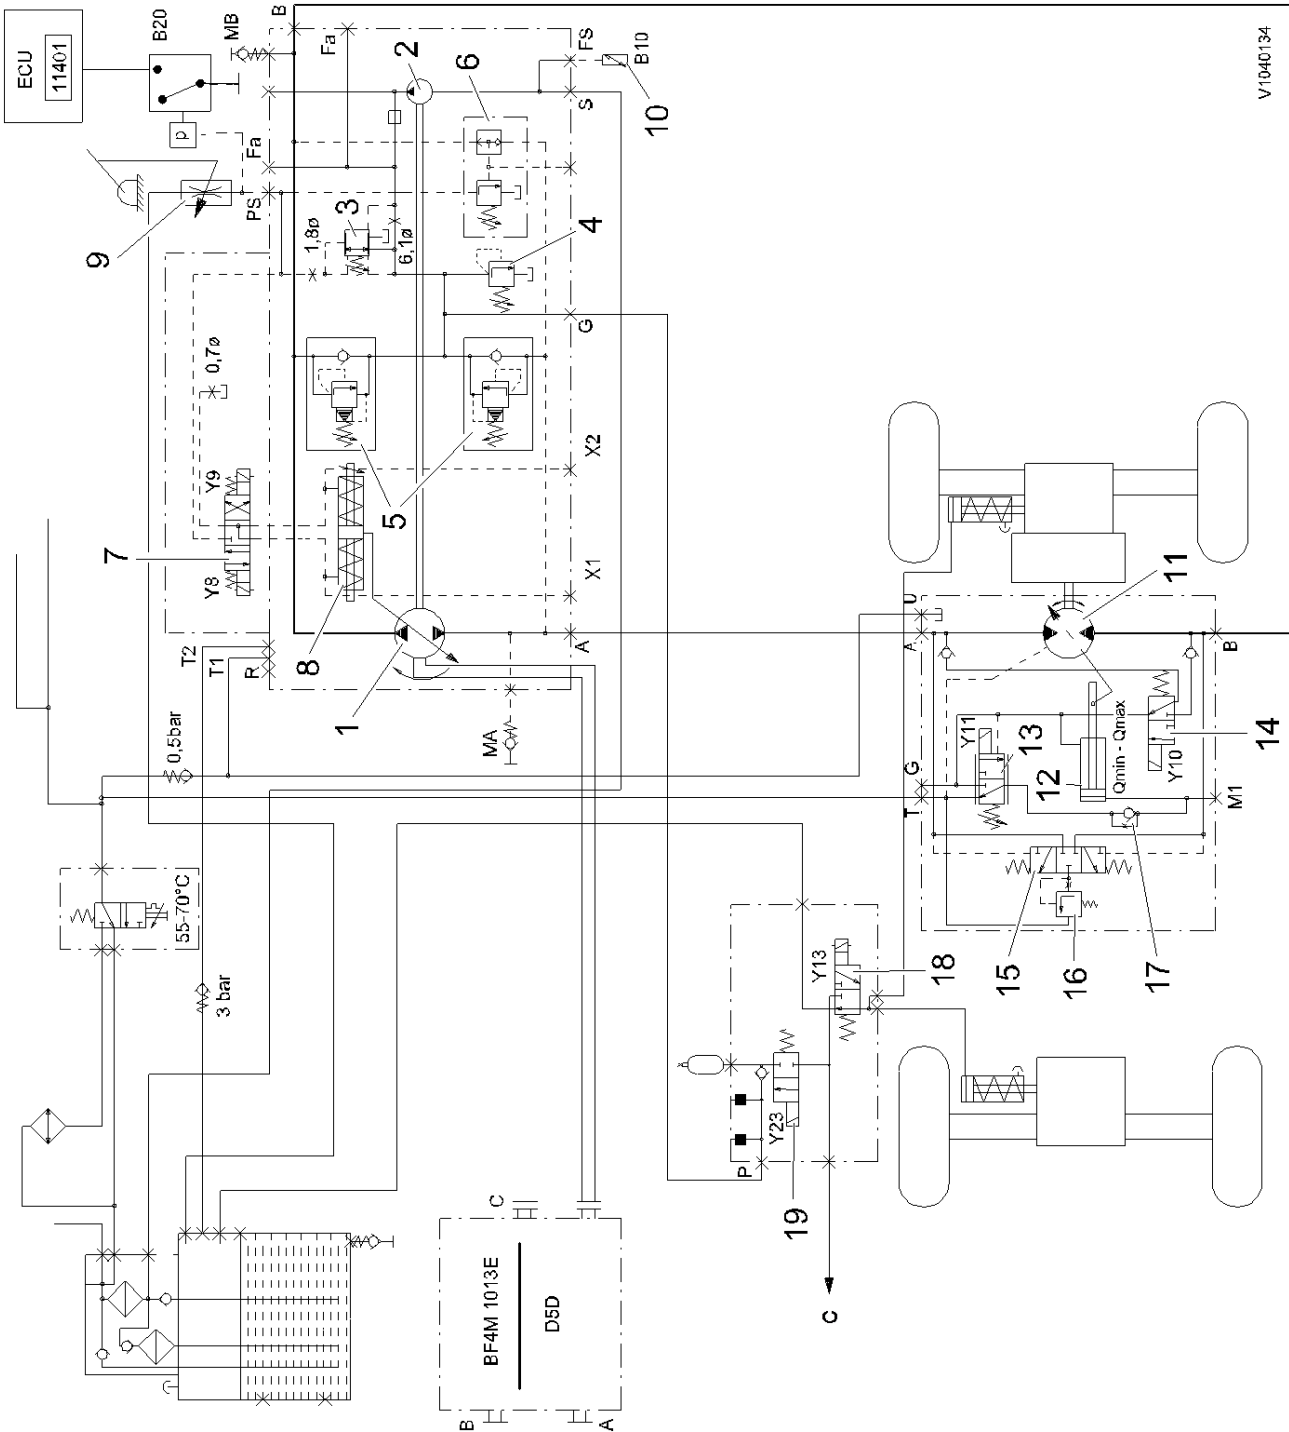 ECU
11401
B20
MB
B
Fa
FS
B10
10
2
6
S
p
Fa
PS
9
1,8ø
3
6,1ø
4
G
0,7ø
Y9
7
Y8
X2
5
X1
8
T2
T1
R
1
A
MA
0,5bar
55-70°C
3 bar
U
A
11
B
G
Y11
13
12
Qmin - Qmax
Y10
14
T
M1
15
16
17
Y13
18
Y23
19
P
C
C
BF4M 1013E
D5D
B
A
V1040134